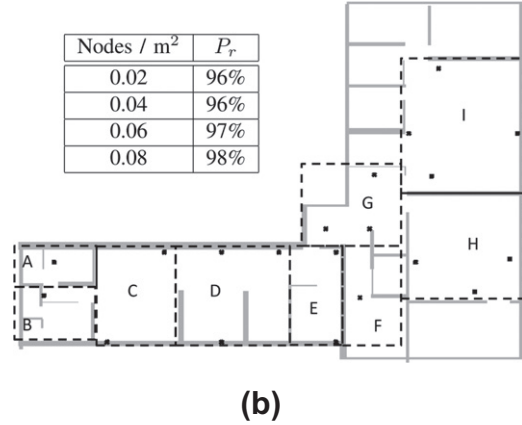 Nodes / m² P_r
0.02 96%
0.04 96%
0.06 97%
0.08 98%
I
G
A
H
C
D
E
B
F
(b)